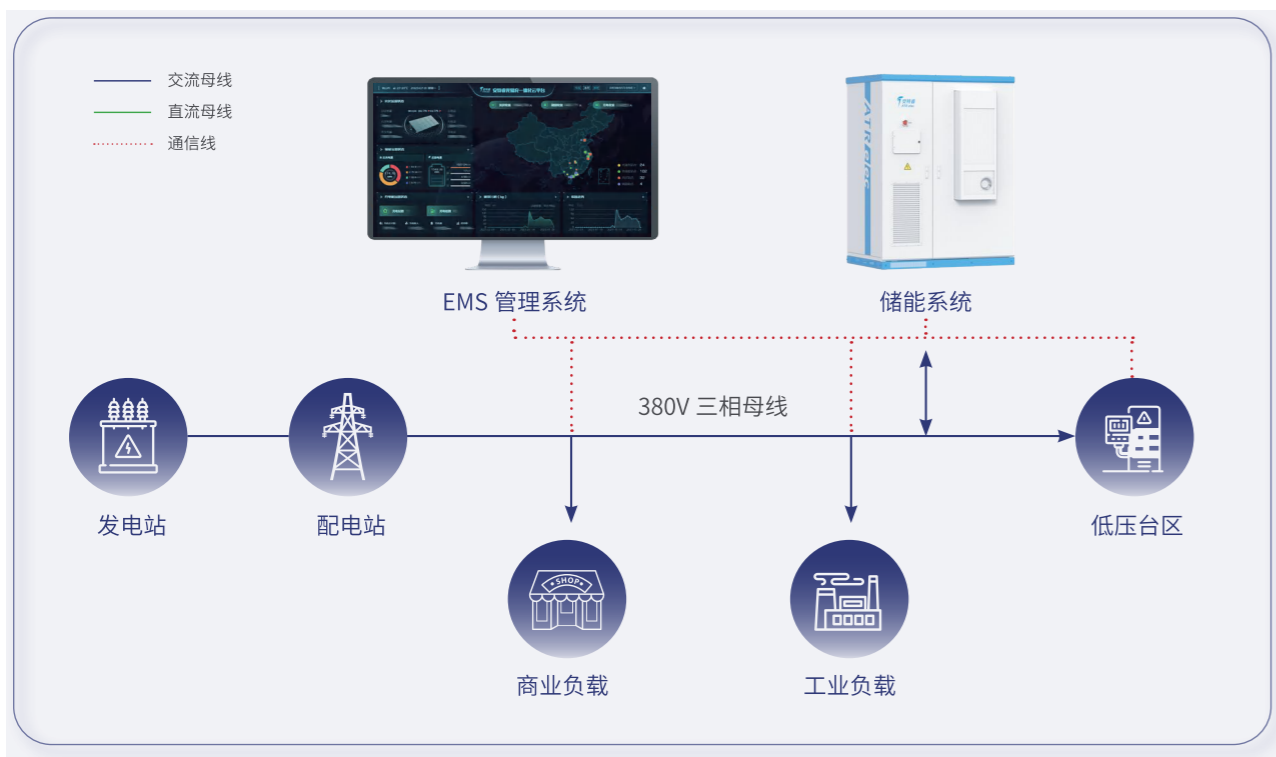 交流母线
直流母线
通信线
ATRACE
EMS 管理系统
储能系统
380V 三相母线
发电站
配电站
低压台区
SHOP
商业负载
工业负载